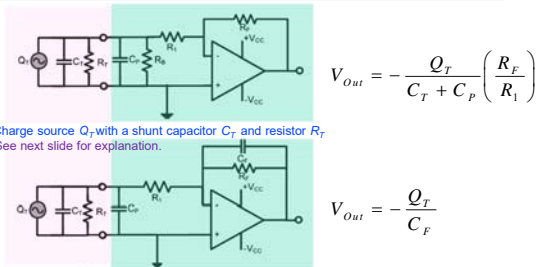 R_F
+V_CC
R_1
Q_T C_T R_T C_P R_B
-
+
-V_CC
V_Out = - Q_T / (C_T + C_P) (R_F / R_1)
Charge source Q_T with a shunt capacitor C_T and resistor R_T
See next slide for explanation.
C_F
R_F
+V_CC
R_1
Q_T C_T R_T C_P
-
+
-V_CC
V_Out = - Q_T / C_F